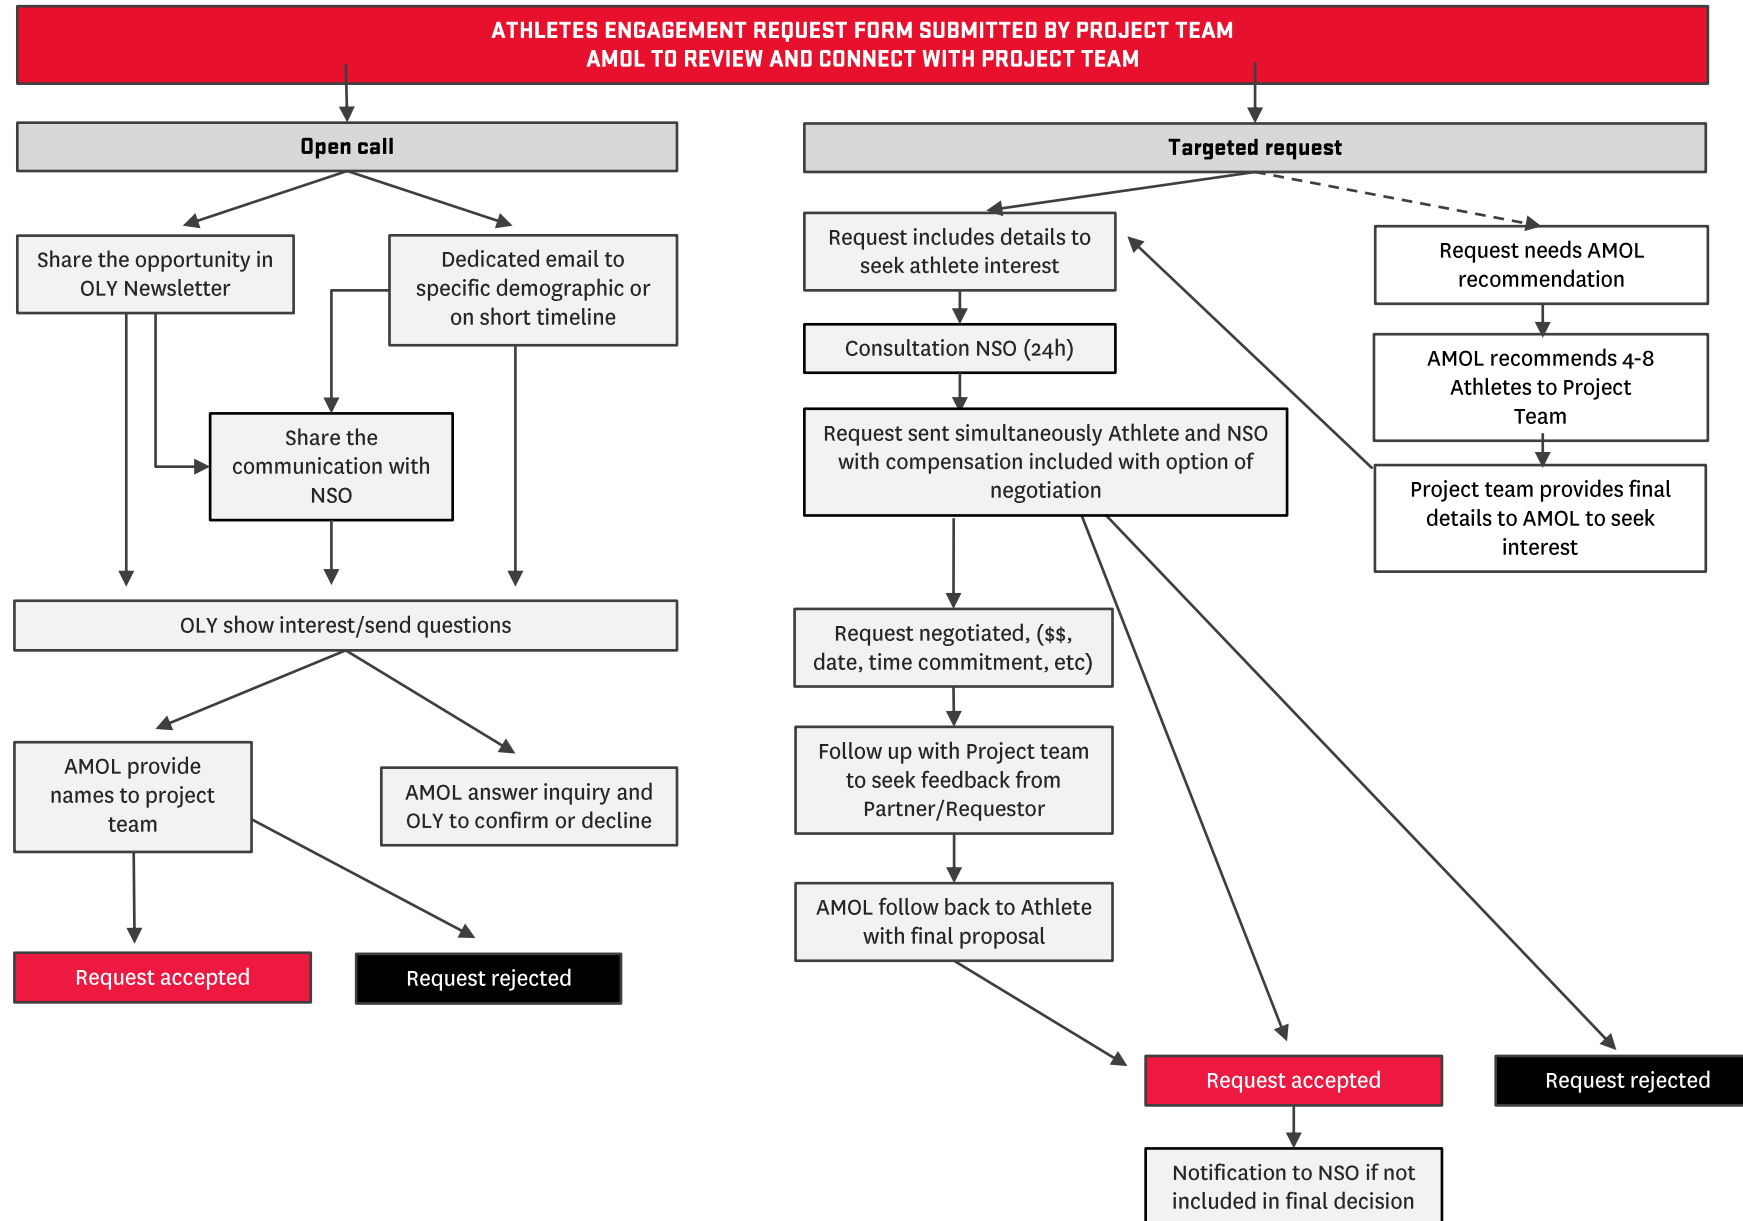 ATHLETES ENGAGEMENT REQUEST FORM SUBMITTED BY PROJECT TEAM
AMOL TO REVIEW AND CONNECT WITH PROJECT TEAM
Open call
Share the opportunity in
OLY Newsletter
Dedicated email to
specific demographic or
on short timeline
Share the
communication with
NSO
OLY show interest/send questions
AMOL provide
names to project
team
AMOL answer inquiry and
OLY to confirm or decline
Request accepted
Request rejected
Targeted request
Request includes details to
seek athlete interest
Consultation NSO (24h)
Request sent simultaneously Athlete and NSO
with compensation included with option of
negotiation
Request needs AMOL
recommendation
AMOL recommends 4-8
Athletes to Project
Team
Project team provides final
details to AMOL to seek
interest
Request negotiated, ($$,
date, time commitment, etc)
Follow up with Project team
to seek feedback from
Partner/Requestor
AMOL follow back to Athlete
with final proposal
Request accepted
Request rejected
Notification to NSO if not
included in final decision